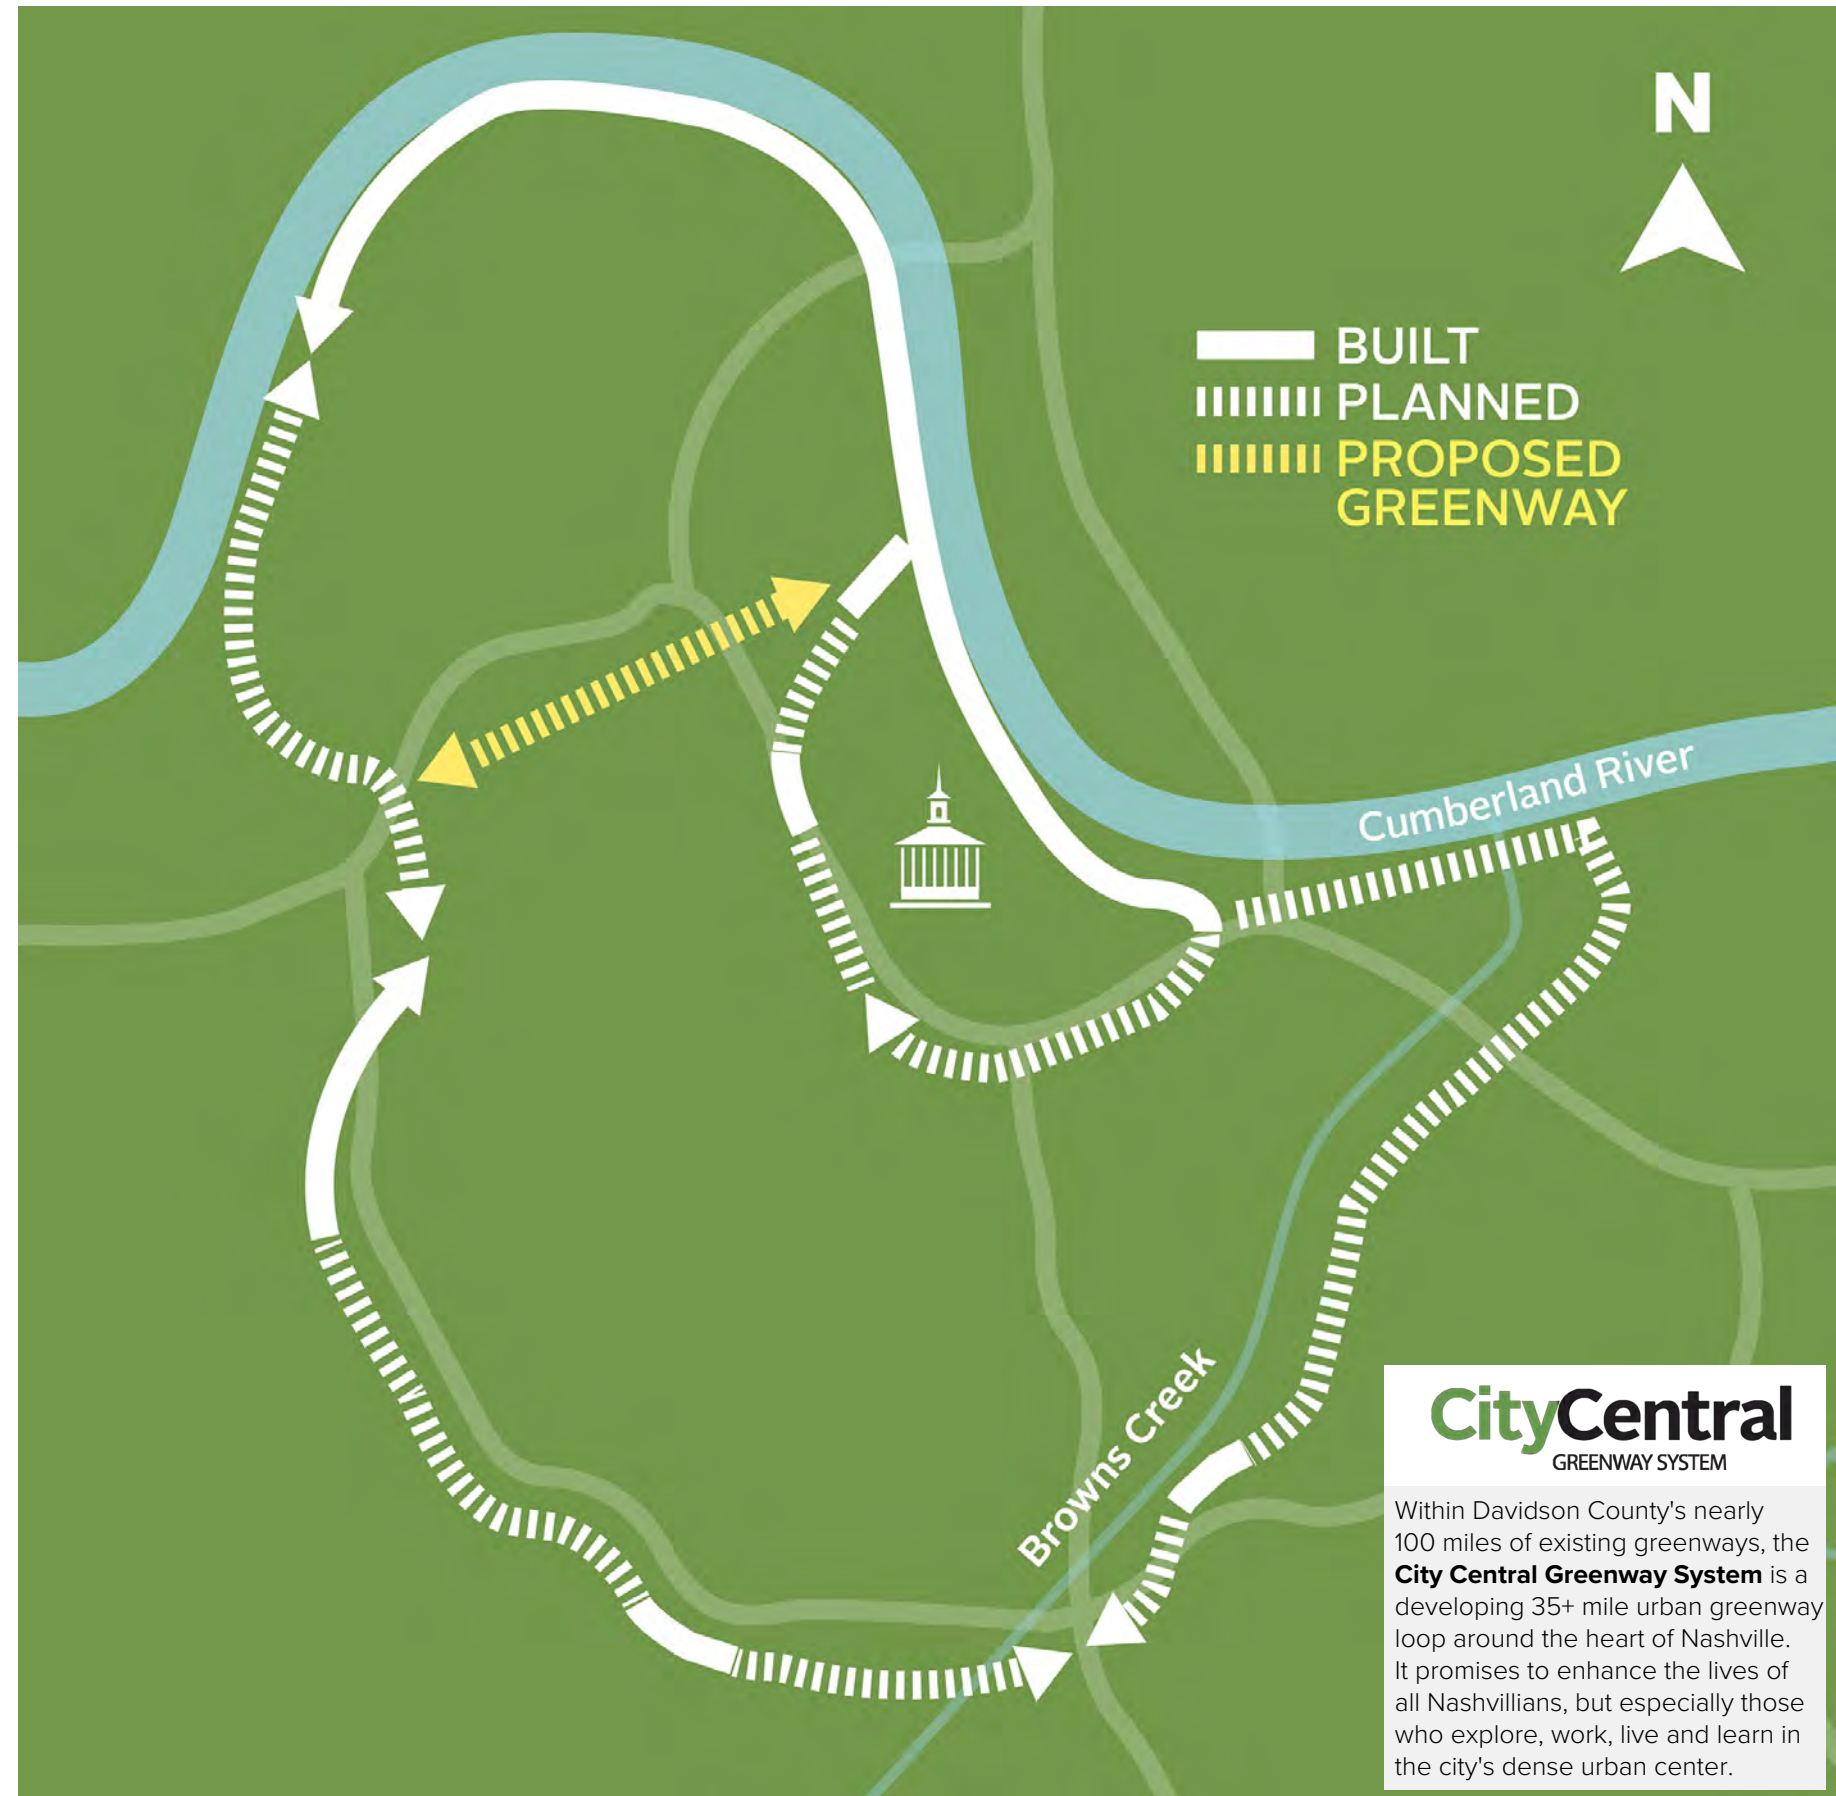 N
BUILT
PLANNED
PROPOSED
GREENWAY
Cumberland River
Browns Creek
CityCentral
GREENWAY SYSTEM
Within Davidson County's nearly
100 miles of existing greenways, the
City Central Greenway System is a
developing 35+ mile urban greenway
loop around the heart of Nashville.
It promises to enhance the lives of
all Nashvillians, but especially those
who explore, work, live and learn in
the city's dense urban center.